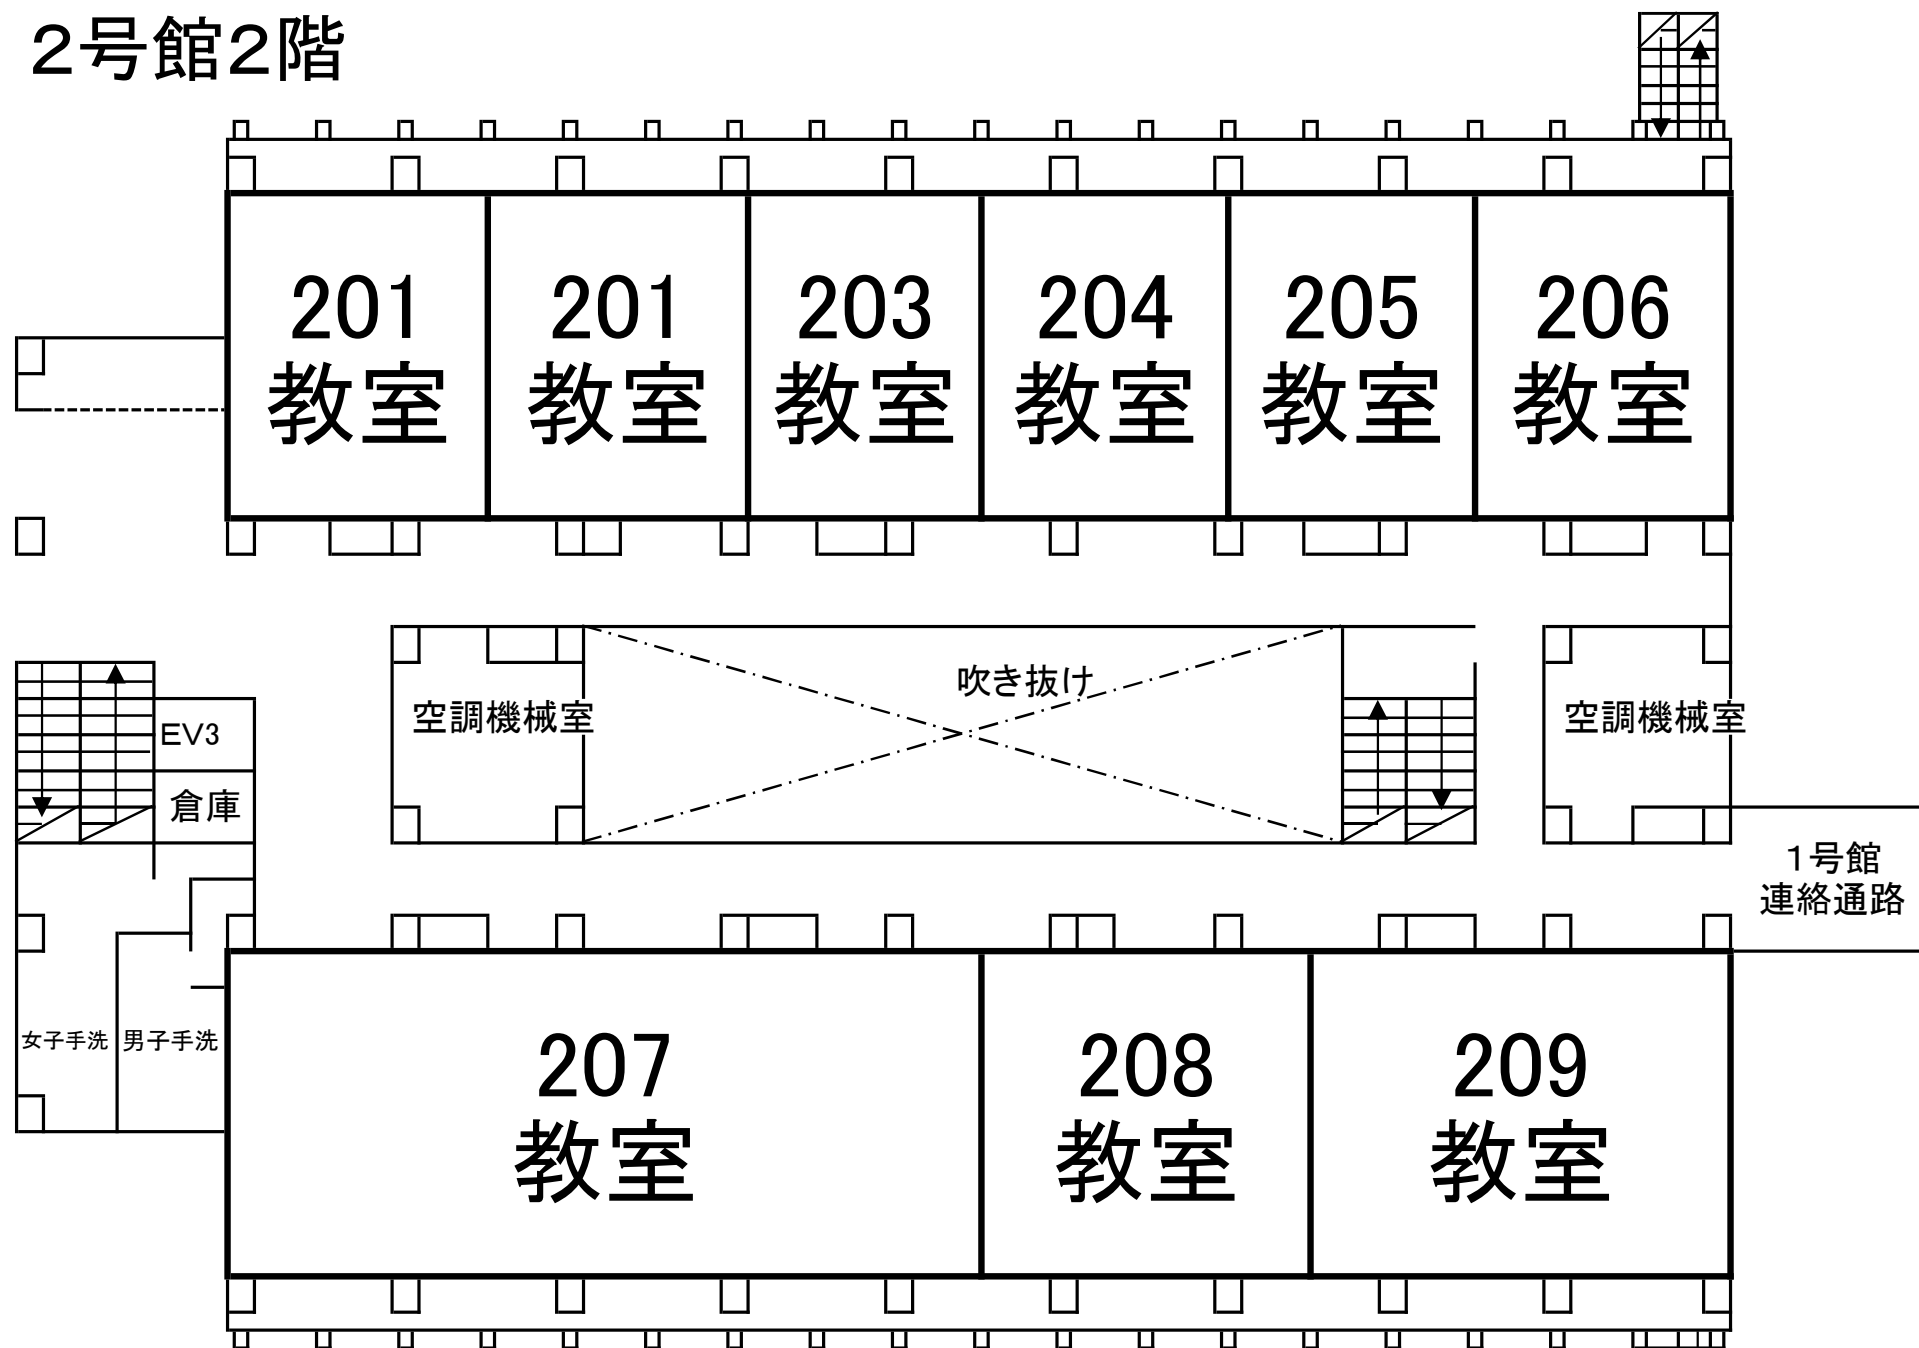 ２号館２階
201
教室
201
教室
203
教室
204
教室
205
教室
206
教室
吹き抜け
空調機械室
空調機械室
EV3
倉庫
1号館
連絡通路
女子手洗
男子手洗
207
教室
208
教室
209
教室